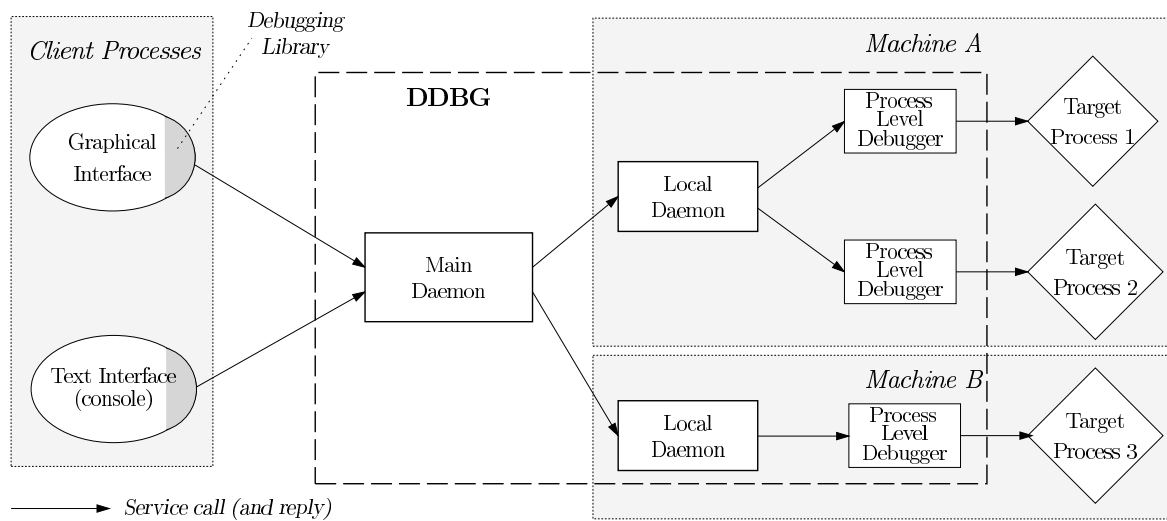 Debugging
Library
Client Processes
Graphical
Interface
Text Interface
(console)
DDBG
Main
Daemon
Machine A
Local
Daemon
Process
Level
Debugger
Target
Process 1
Process
Level
Debugger
Target
Process 2
Machine B
Local
Daemon
Process
Level
Debugger
Target
Process 3
Service call (and reply)